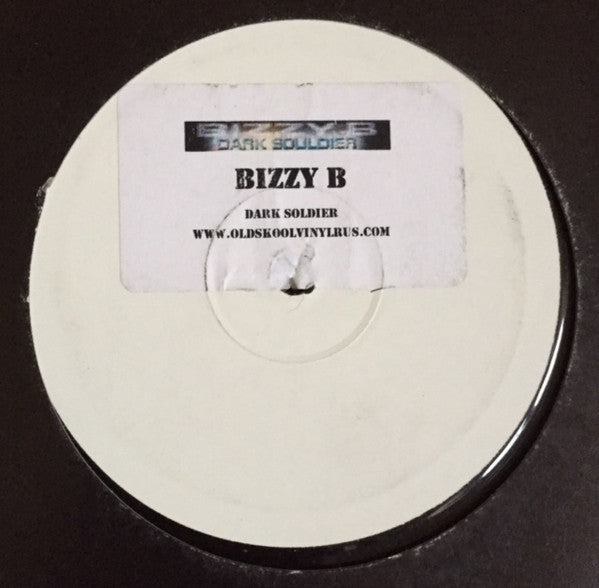 BIZZY B
DARK SOULDIER
BIZZY B
DARK SOLDIER
WWW.OLDSKOOLVINYLRUS.COM